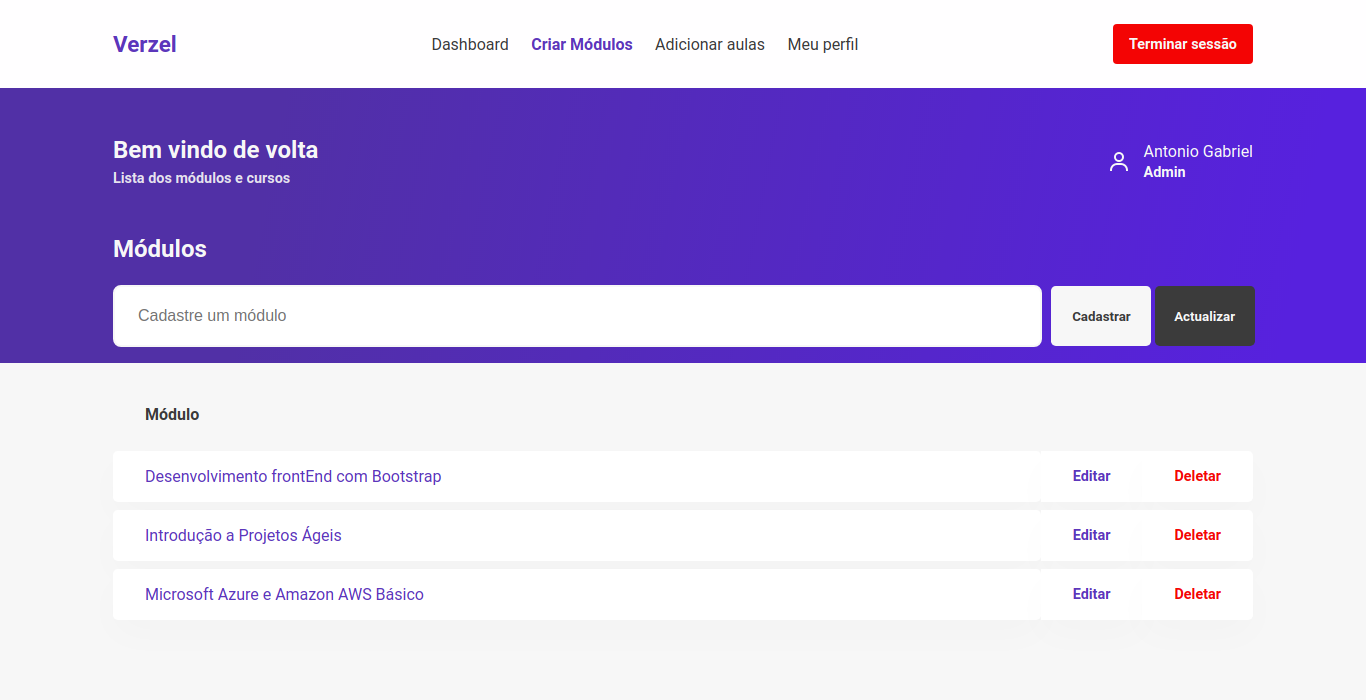 Verzel Dashboard Criar Módulos Adicionar aulas Meu perfil Terminar sessão
Bem vindo de volta
Lista dos módulos e cursos
Antonio Gabriel
Admin
Módulos
Cadastre um módulo Cadastrar Actualizar
Módulo
Desenvolvimento frontEnd com Bootstrap Editar Deletar
Introdução a Projetos Ágeis Editar Deletar
Microsoft Azure e Amazon AWS Básico Editar Deletar